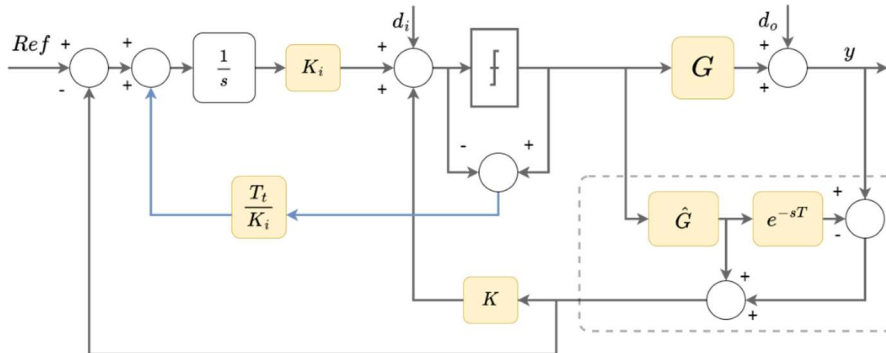 d_i
d_o
Ref
+
-
+
+
1
s
K_i
+
+
G
+
+
y
-
+
T_t
K_i
Ĝ
e^{-sT}
+
-
K
+
+